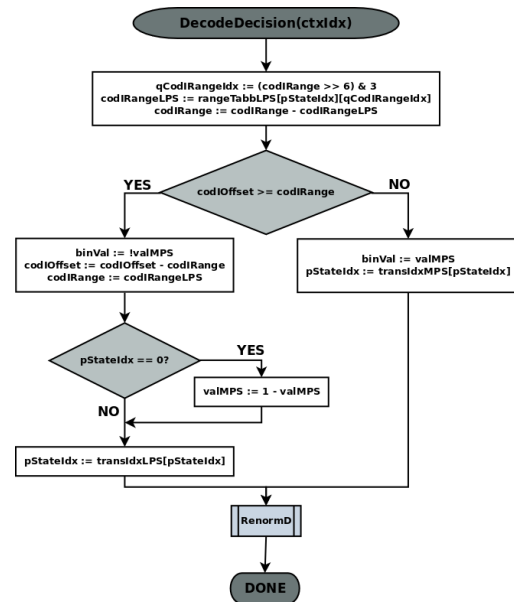 DecodeDecision(ctxIdx)
qCodIRangeIdx := (codIRange >> 6) & 3
codIRangeLPS := rangeTabbLPS[pStateIdx][qCodIRangeIdx]
codIRange := codIRange - codIRangeLPS
YES
codIOffset >= codIRange
NO
binVal := !valMPS
codIOffset := codIOffset - codIRange
codIRange := codIRangeLPS
binVal := valMPS
pStateIdx := transIdxMPS[pStateIdx]
pStateIdx == 0?
YES
valMPS := 1 - valMPS
NO
pStateIdx := transIdxLPS[pStateIdx]
RenormD
DONE